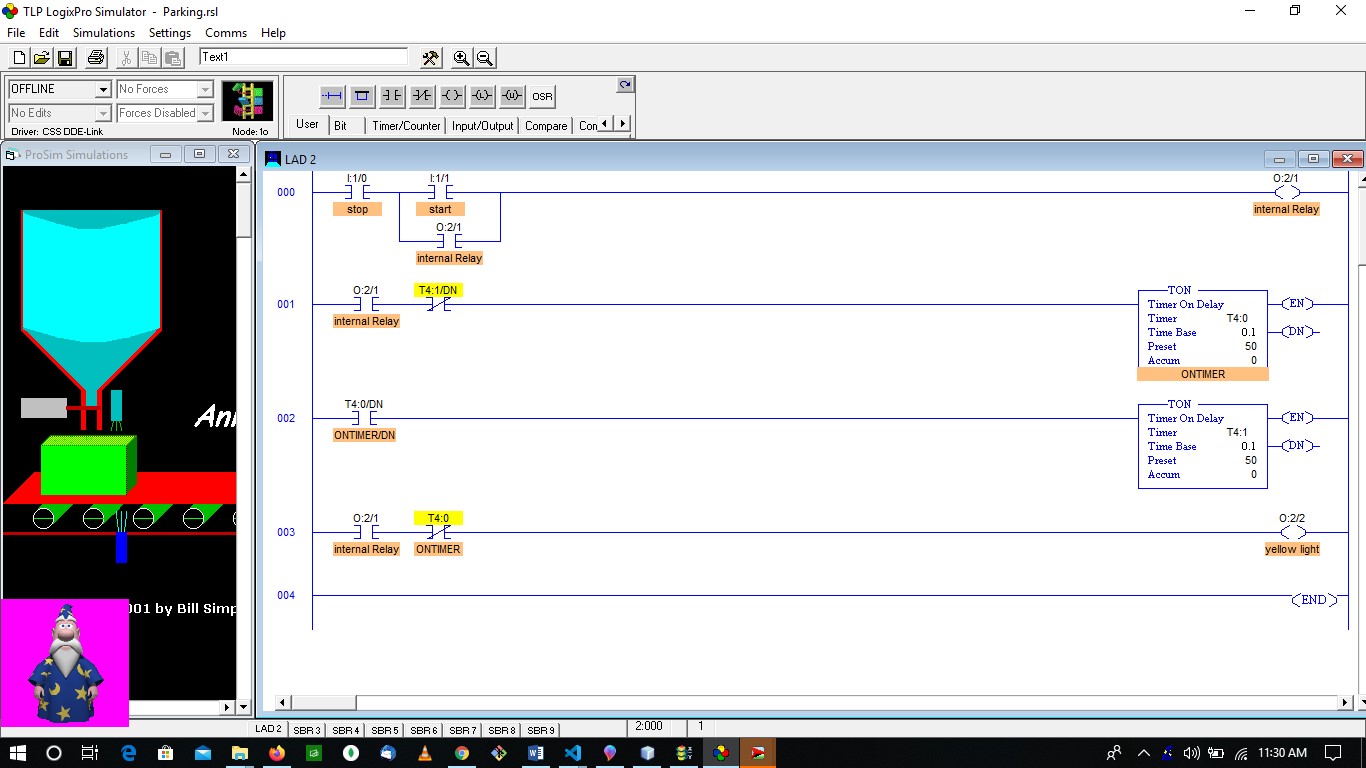 TLP LogixPro Simulator - Parking.rsl
File Edit Simulations Settings Comms Help
Text1
OFFLINE No Forces
No Edits Forces Disabled
Driver: CSS DDE-Link Node: 1o
OSR
User Bit Timer/Counter Input/Output Compare Con
ProSim Simulations
Ani
001 by Bill Simp
LAD 2
000
I:1/0 I:1/1 O:2/1
stop start internal Relay
O:2/1
internal Relay
001
O:2/1 T4:1/DN
internal Relay
TON
Timer On Delay EN
Timer T4:0
Time Base 0.1 DN
Preset 50
Accum 0
ONTIMER
002
T4:0/DN
ONTIMER/DN
TON
Timer On Delay EN
Timer T4:1
Time Base 0.1 DN
Preset 50
Accum 0
003
O:2/1 T4:0 O:2/2
internal Relay ONTIMER yellow light
004
END
LAD 2 SBR 3 SBR 4 SBR 5 SBR 6 SBR 7 SBR 8 SBR 9 2:000 1
11:30 AM